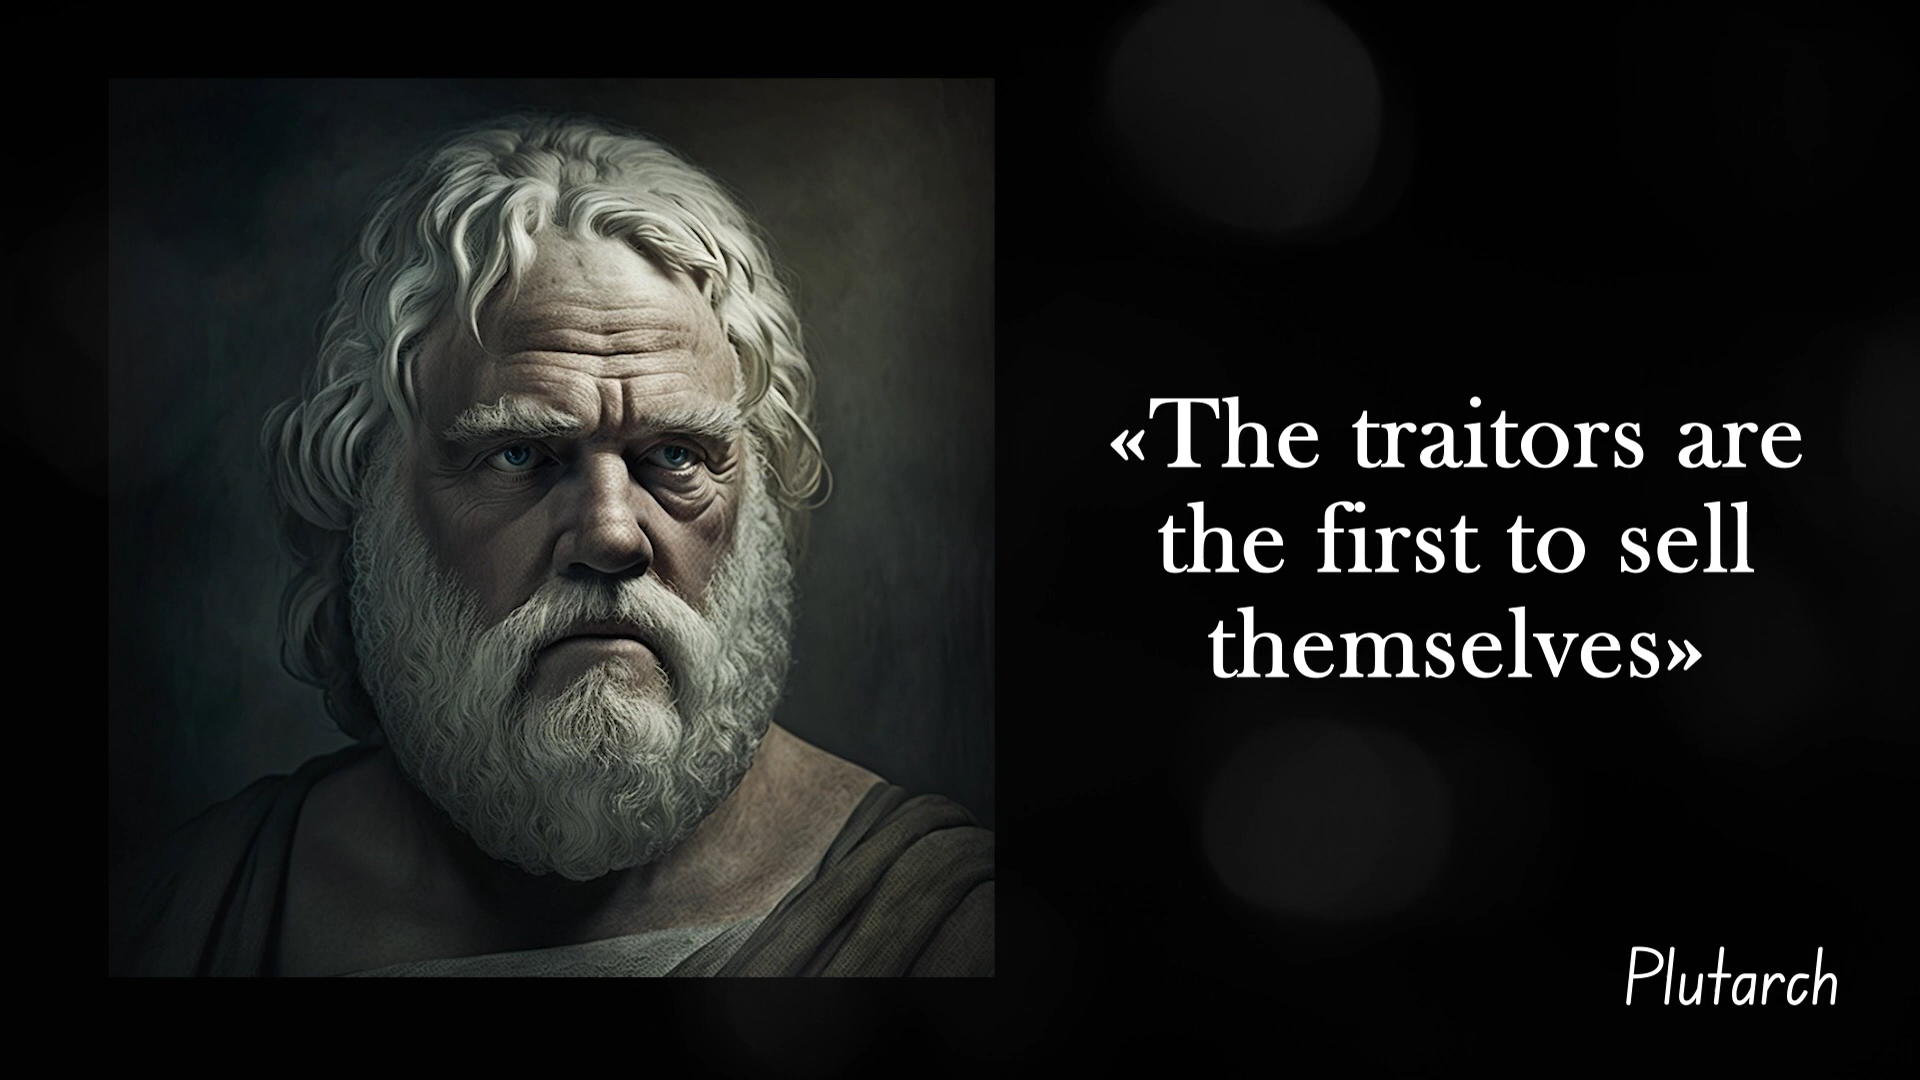 «The traitors are
the first to sell
themselves»
Plutarch